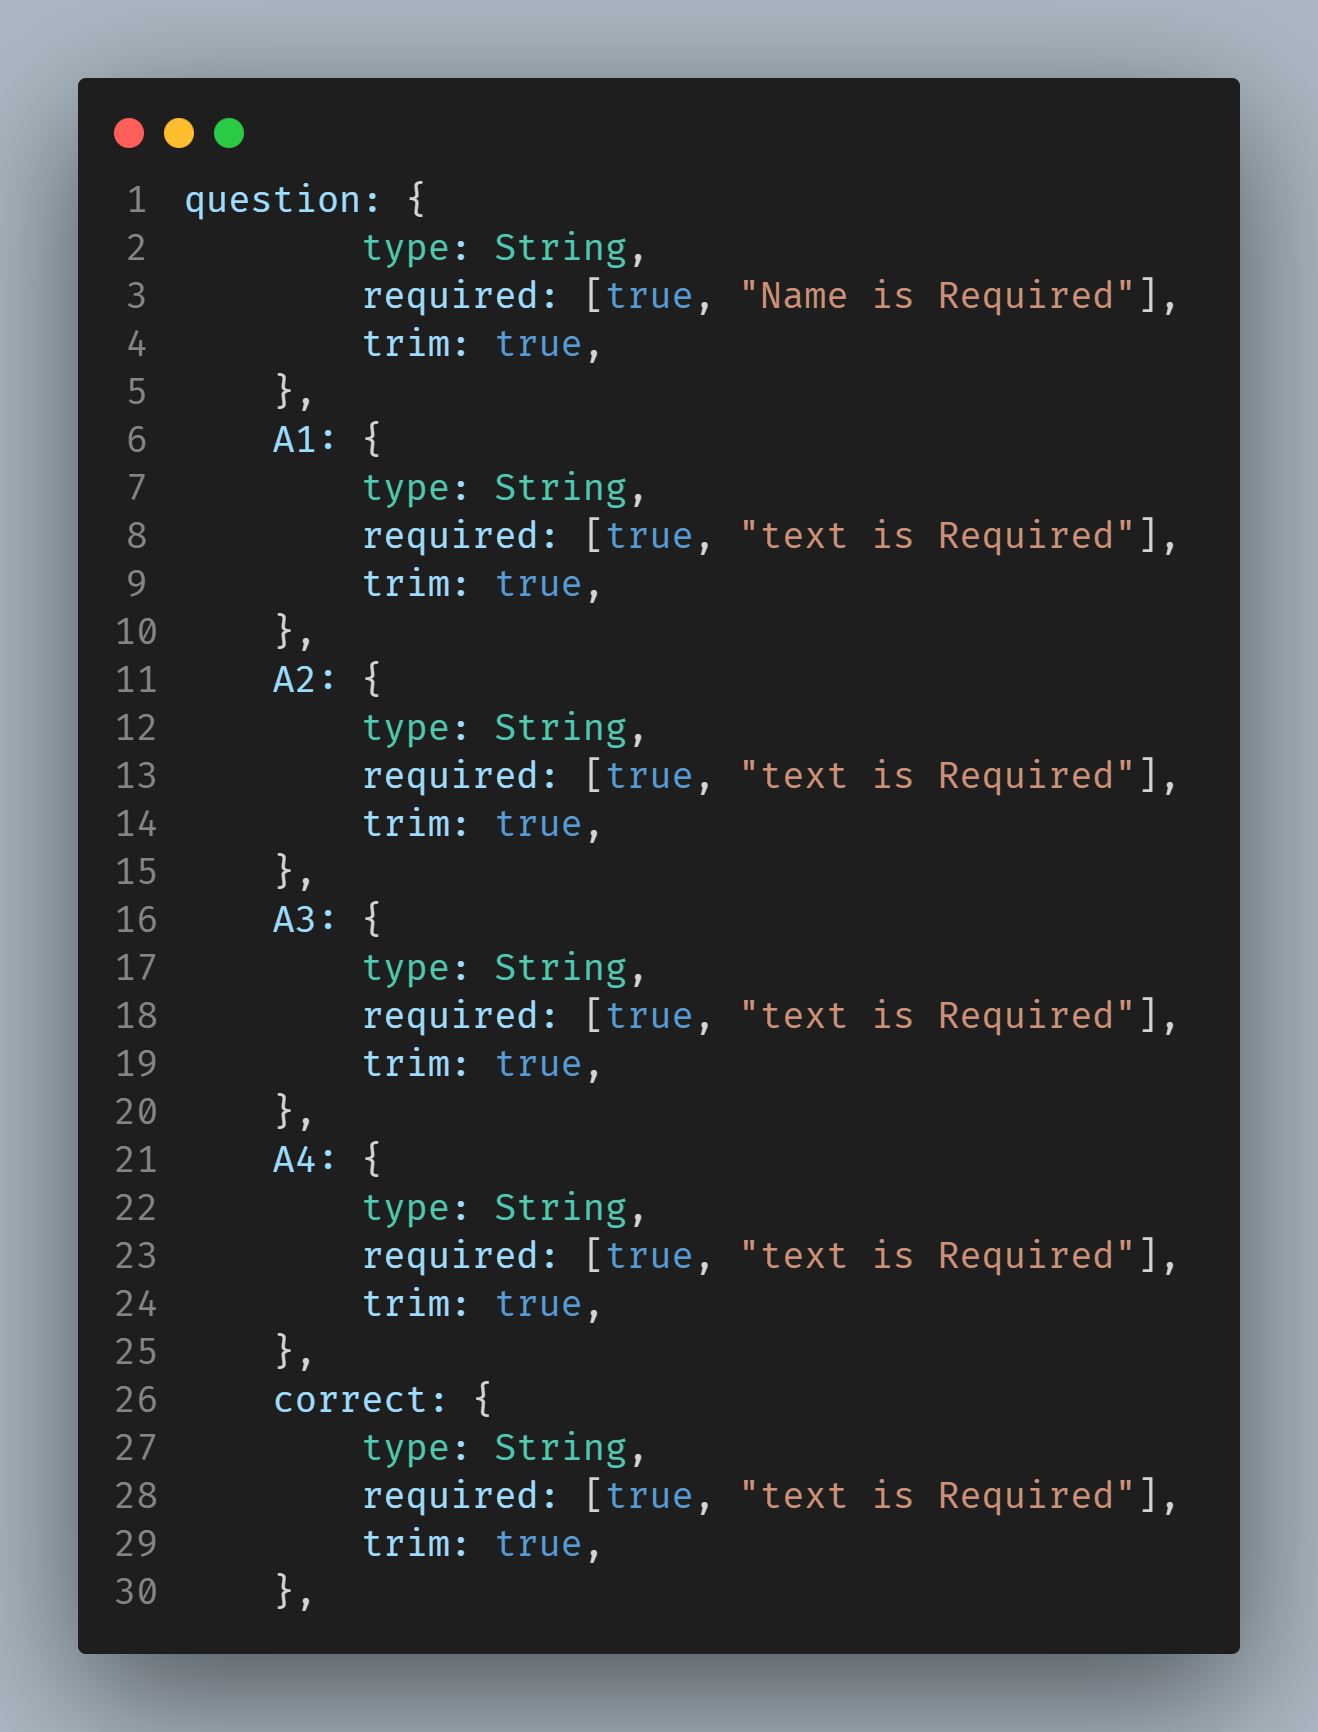 1 question: {
2         type: String,
3         required: [true, "Name is Required"],
4         trim: true,
5     },
6     A1: {
7         type: String,
8         required: [true, "text is Required"],
9         trim: true,
10     },
11     A2: {
12         type: String,
13         required: [true, "text is Required"],
14         trim: true,
15     },
16     A3: {
17         type: String,
18         required: [true, "text is Required"],
19         trim: true,
20     },
21     A4: {
22         type: String,
23         required: [true, "text is Required"],
24         trim: true,
25     },
26     correct: {
27         type: String,
28         required: [true, "text is Required"],
29         trim: true,
30     },